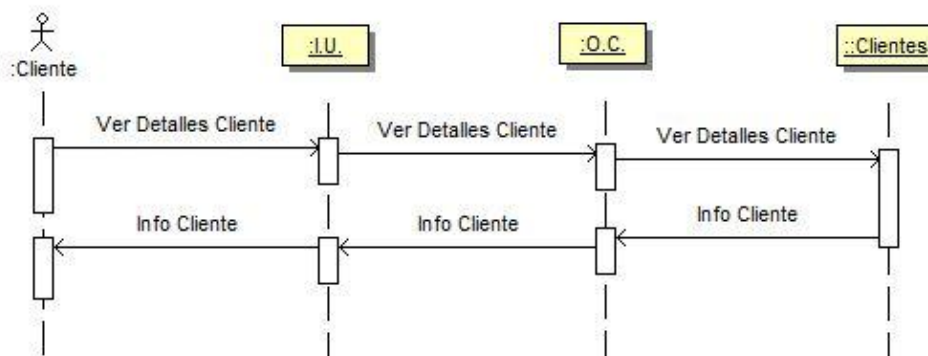 :Cliente
:I.U.
:O.C.
::Clientes
Ver Detalles Cliente
Ver Detalles Cliente
Ver Detalles Cliente
Info Cliente
Info Cliente
Info Cliente